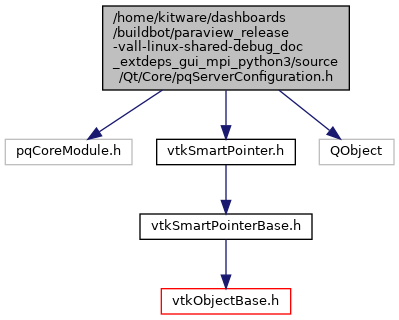 /home/kitware/dashboards
/buildbot/paraview_release
-vall-linux-shared-debug_doc
_extdeps_gui_mpi_python3/source
/Qt/Core/pqServerConfiguration.h
pqCoreModule.h
vtkSmartPointer.h
QObject
vtkSmartPointerBase.h
vtkObjectBase.h